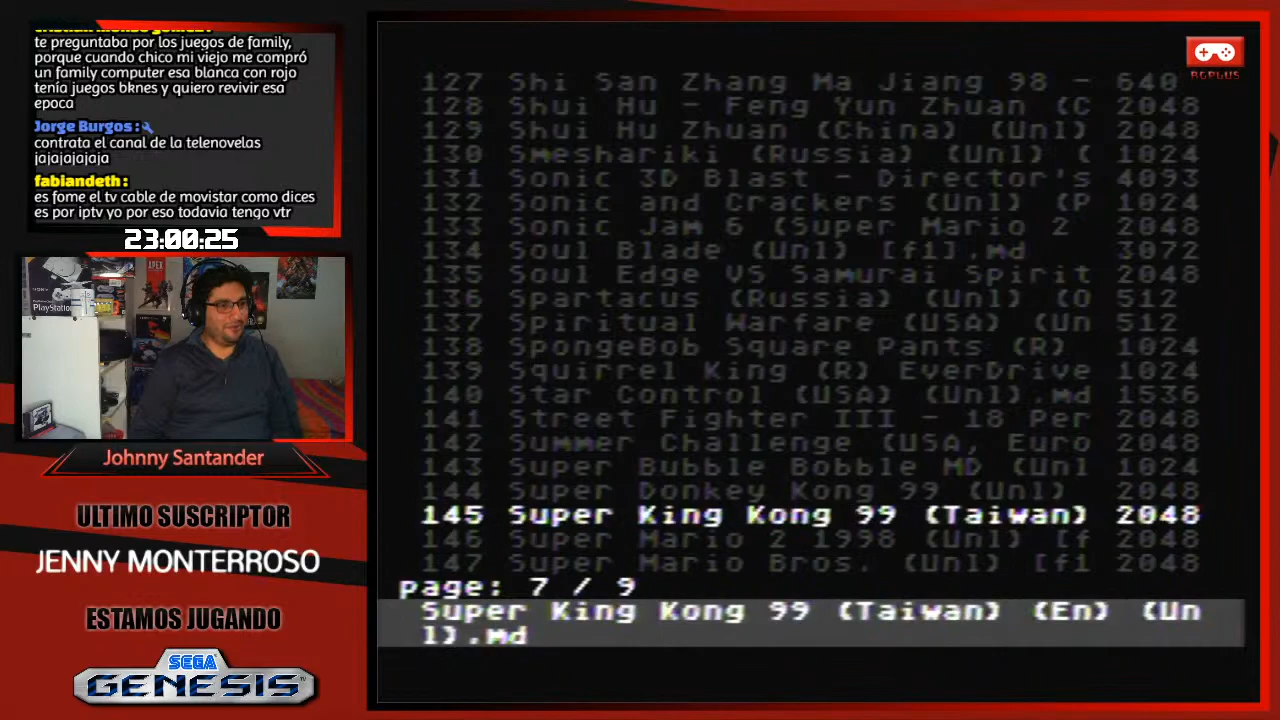 te preguntaba por los juegos de family,
porque cuando chico mi viejo me compró
un family computer esa blanca con rojo
tenía juegos bknes y quiero revivir esa
epoca
Jorge Burgos:
contrata el canal de la telenovelas
jajajajajaja
fabiandeth:
es fome el tv cable de movistar como dices
es por iptv yo por eso todavia tengo vtr
23:00:25
APEX
PlayStation
Johnny Santander
ULTIMO SUSCRIPTOR
JENNY MONTERROSO
ESTAMOS JUGANDO
SEGA
GENESIS
RGPLUS
127 Shi San Zhang Ma Jiang 98 - 640
128 Shui Hu - Feng Yun Zhuan (C 2048
129 Shui Hu Zhuan (China) (Unl) 2048
130 Smeshariki (Russia) (Unl) ( 1024
131 Sonic 3D Blast - Director's 4093
132 Sonic and Crackers (Unl) (P 1024
133 Sonic Jam 6 (Super Mario 2 2048
134 Soul Blade (Unl) [f1].md 3072
135 Soul Edge Vs Samurai Spirit 2048
136 Spartacus (Russia) (Unl) (O 512
137 Spiritual Warfare (USA) (Un 512
138 SpongeBob Square Pants (R) 1024
139 Squirrel King (R) EverDrive 1024
140 Star Control (USA) (Unl).md 1536
141 Street Fighter III - 18 Per 2048
142 Summer Challenge (USA, Euro 2048
143 Super Bubble Bobble MD (Unl 1024
144 Super Donkey Kong 99 (Unl) 2048
145 Super King Kong 99 (Taiwan) 2048
146 Super Mario 2 1998 (Unl) [f 2048
147 Super Mario Bros. (Unl) [f1 2048
page: 7 / 9
Super King Kong 99 (Taiwan) (En) (Un
l).md